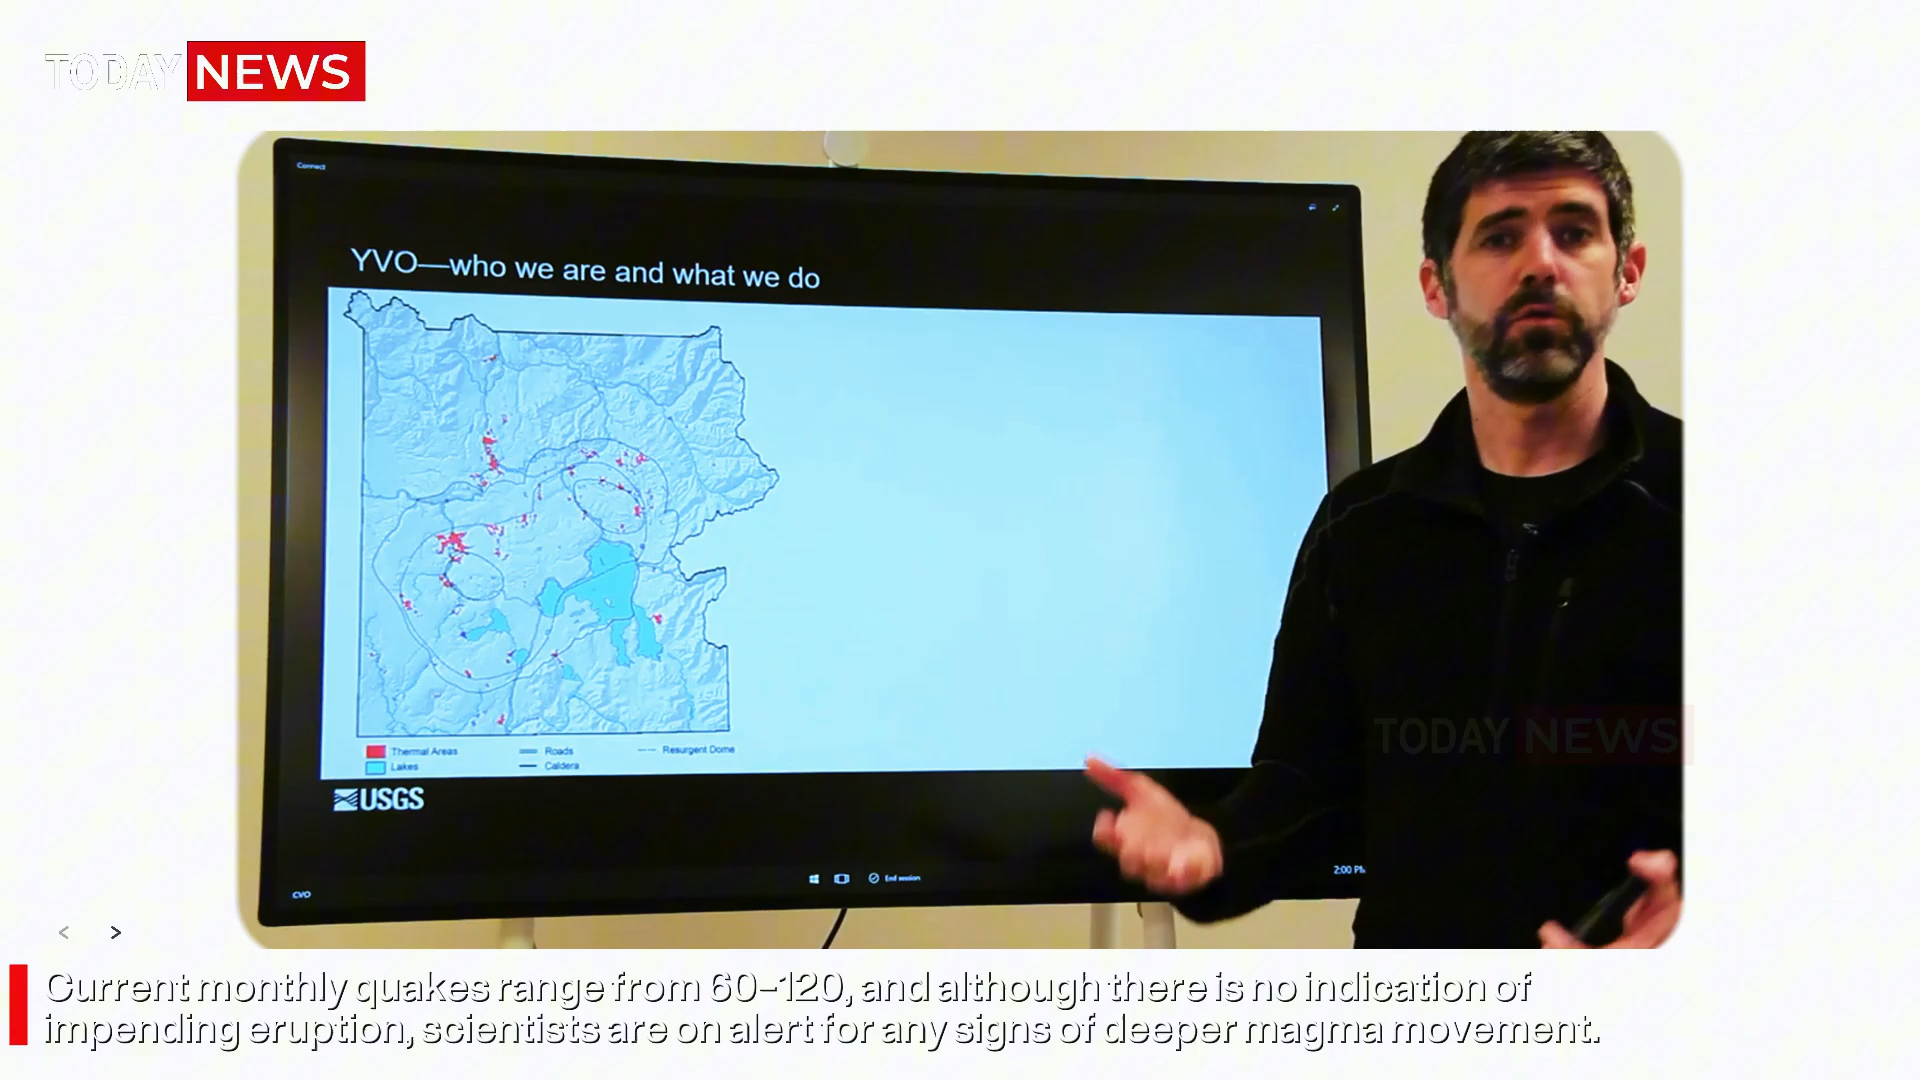 TODAY NEWS
Connect
YVO—who we are and what we do
Thermal Areas
Roads
Resurgent Dome
Lakes
Caldera
USGS
TODAY NEWS
2:00 PM
End session
CVO
< >
Current monthly quakes range from 60-120, and although there is no indication of
impending eruption, scientists are on alert for any signs of deeper magma movement.